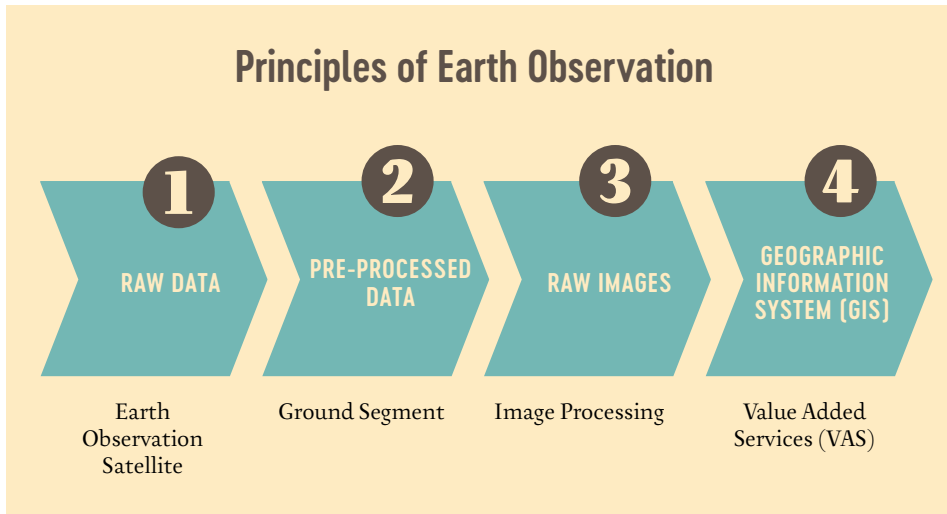 Principles of Earth Observation
1
RAW DATA
Earth
Observation
Satellite
2
PRE-PROCESSED
DATA
Ground Segment
3
RAW IMAGES
Image Processing
4
GEOGRAPHIC
INFORMATION
SYSTEM (GIS)
Value Added
Services (VAS)